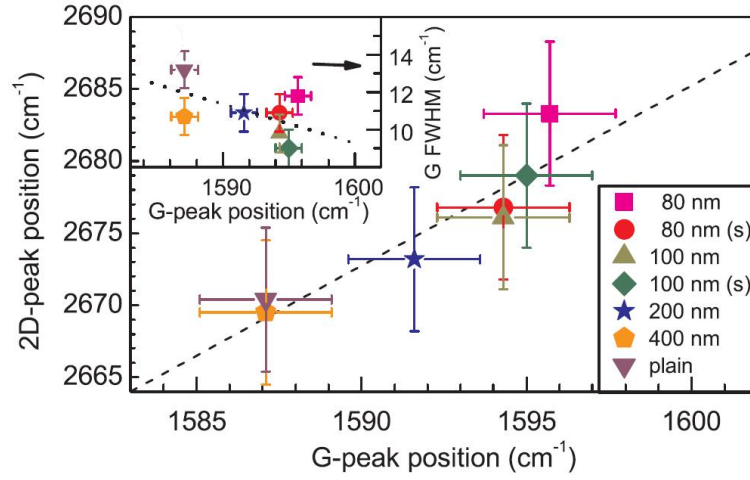 2690
2685
2680
2675
2670
2665
2D-peak position (cm⁻¹)
14
12
10
G FWHM (cm⁻¹)
1590
1600
G-peak position (cm⁻¹)
80 nm
80 nm (s)
100 nm
100 nm (s)
200 nm
400 nm
plain
1585
1590
1595
1600
G-peak position (cm⁻¹)